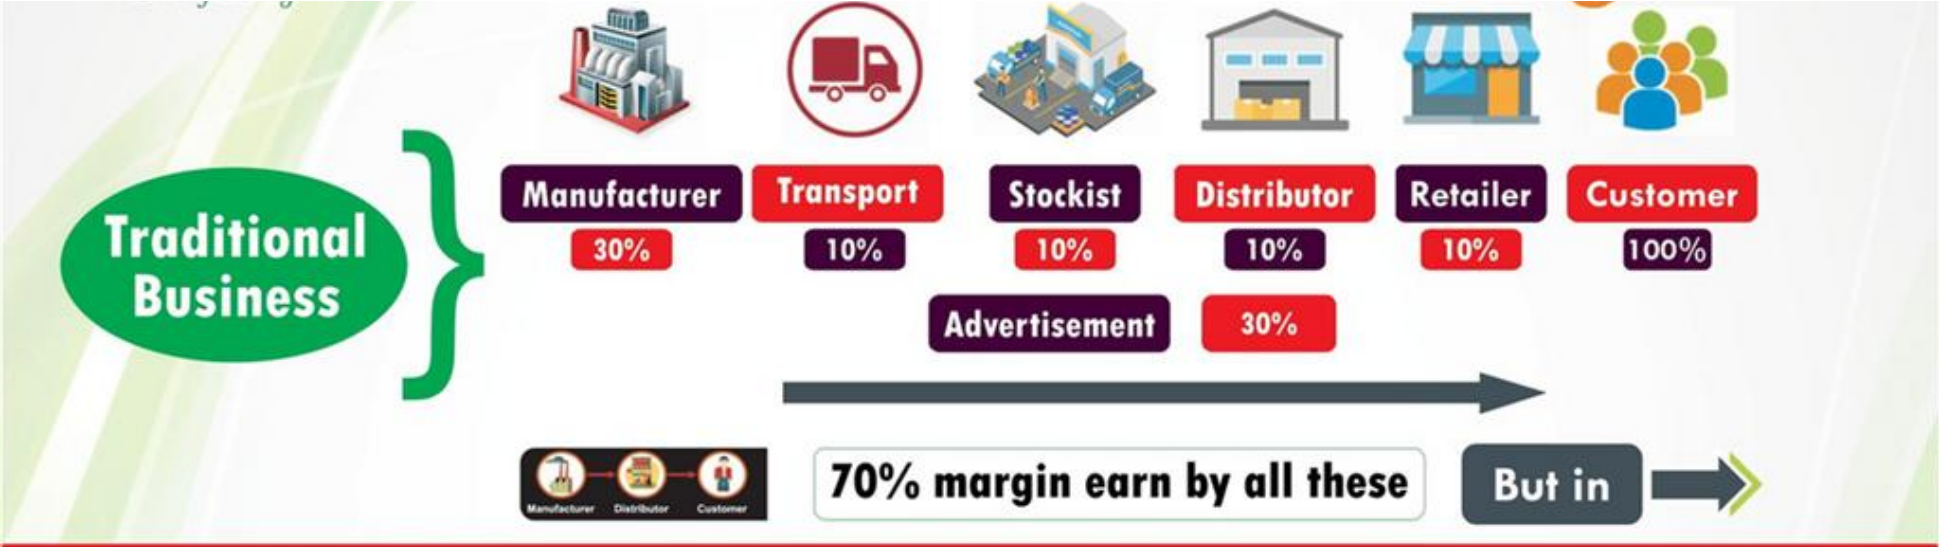 Traditional
Business
Manufacturer Transport Stockist Distributor Retailer Customer
30% 10% 10% 10% 10% 100%
Advertisement 30%
Manufacturer Distributor Customer
70% margin earn by all these
But in